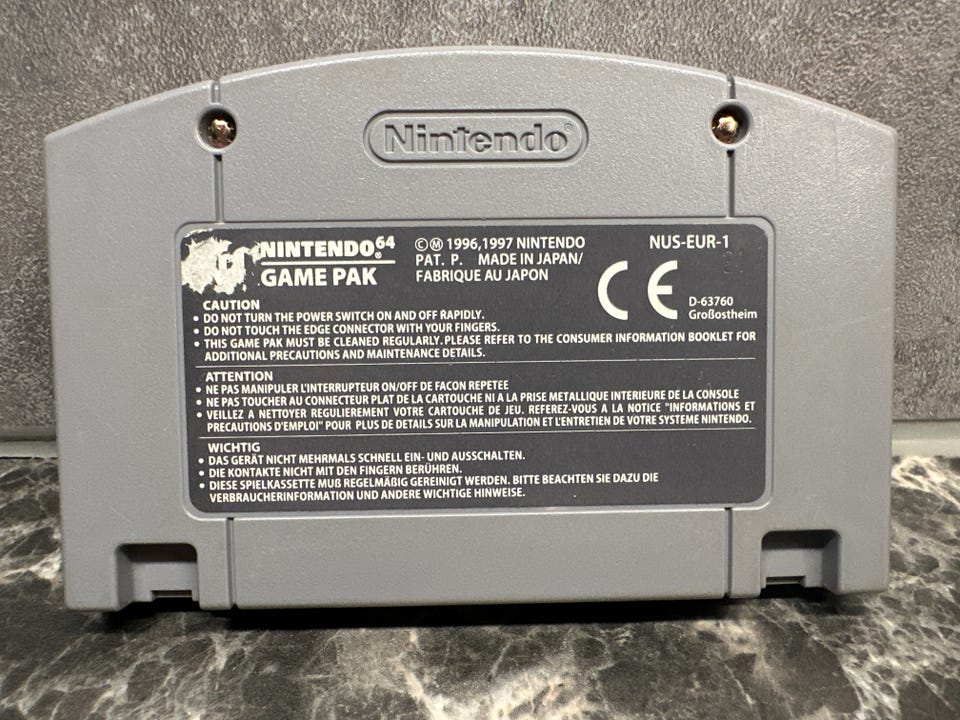 Nintendo®
NINTENDO⁶⁴®
GAME PAK
©Ⓜ 1996,1997 NINTENDO
PAT. P. MADE IN JAPAN/
FABRIQUE AU JAPON
NUS-EUR-1
CE
D-63760
Großostheim
CAUTION
• DO NOT TURN THE POWER SWITCH ON AND OFF RAPIDLY.
• DO NOT TOUCH THE EDGE CONNECTOR WITH YOUR FINGERS.
• THIS GAME PAK MUST BE CLEANED REGULARLY. PLEASE REFER TO THE CONSUMER INFORMATION BOOKLET FOR
ADDITIONAL PRECAUTIONS AND MAINTENANCE DETAILS.
ATTENTION
• NE PAS MANIPULER L'INTERRUPTEUR ON/OFF DE FACON REPETEE
• NE PAS TOUCHER AU CONNECTEUR PLAT DE LA CARTOUCHE NI A LA PRISE METALLIQUE INTERIEURE DE LA CONSOLE
• VEILLEZ A NETTOYER REGULIEREMENT VOTRE CARTOUCHE DE JEU. REFEREZ-VOUS A LA NOTICE "INFORMATIONS ET
PRECAUTIONS D'EMPLOI" POUR PLUS DE DETAILS SUR LA MANIPULATION ET L'ENTRETIEN DE VOTRE SYSTEME NINTENDO.
WICHTIG
• DAS GERÄT NICHT MEHRMALS SCHNELL EIN- UND AUSSCHALTEN.
• DIE KONTAKTE NICHT MIT DEN FINGERN BERÜHREN.
• DIESE SPIELKASSETTE MUß REGELMÄßIG GEREINIGT WERDEN. BITTE BEACHTEN SIE DAZU DIE
VERBRAUCHERINFORMATION UND ANDERE WICHTIGE HINWEISE.